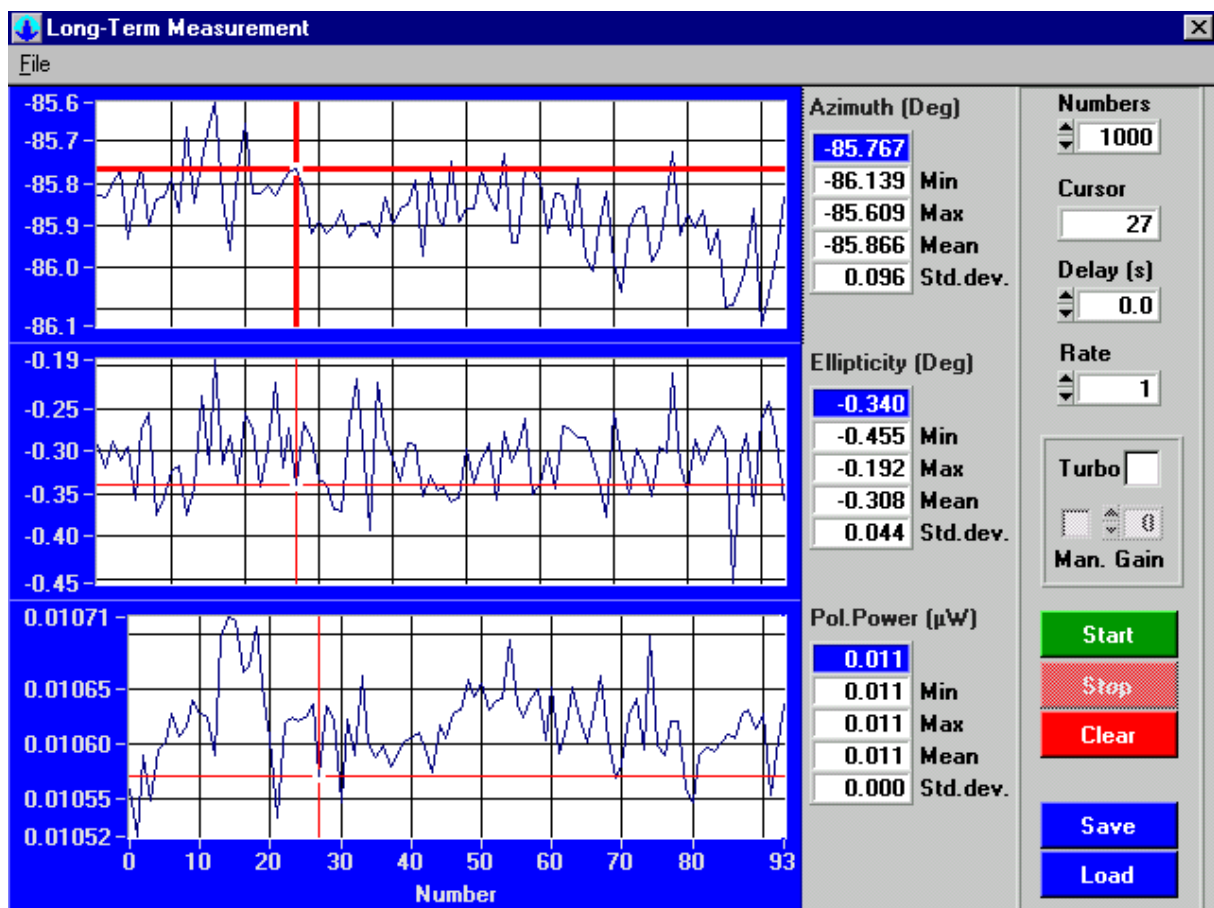 Long-Term Measurement
File
-85.6
-85.7
-85.8
-85.9
-86.0
-86.1
Azimuth (Deg)
-85.767
-86.139 Min
-85.609 Max
-85.866 Mean
0.096 Std.dev.
-0.19
-0.25
-0.30
-0.35
-0.40
-0.45
Ellipticity (Deg)
-0.340
-0.455 Min
-0.192 Max
-0.308 Mean
0.044 Std.dev.
0.01071
0.01065
0.01060
0.01055
0.01052
0 10 20 30 40 50 60 70 80 93
Number
Pol.Power (µW)
0.011
0.011 Min
0.011 Max
0.011 Mean
0.000 Std.dev.
Numbers
1000
Cursor
27
Delay (s)
0.0
Rate
1
Turbo
0
Man. Gain
Start
Stop
Clear
Save
Load